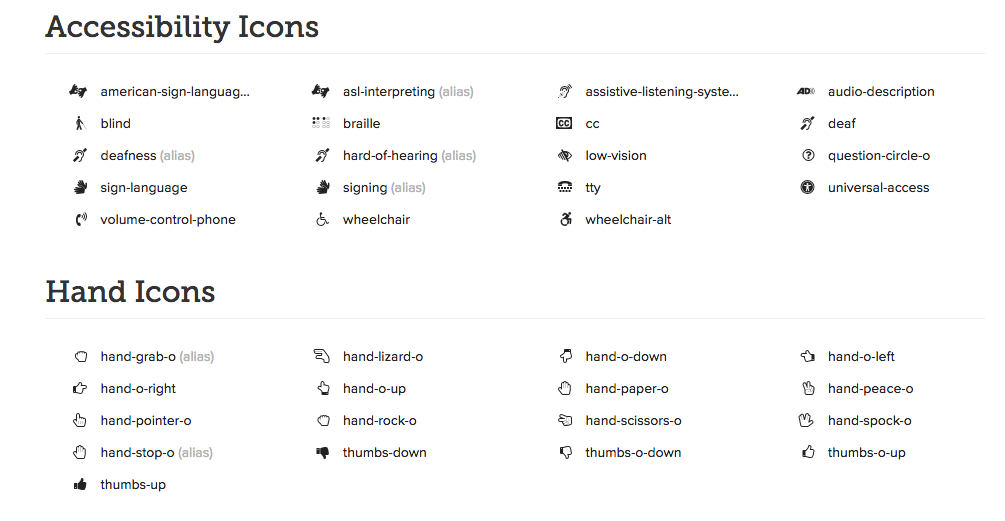 Accessibility Icons
american-sign-languag... asl-interpreting (alias) assistive-listening-syste... audio-description
blind braille cc deaf
deafness (alias) hard-of-hearing (alias) low-vision question-circle-o
sign-language signing (alias) tty universal-access
volume-control-phone wheelchair wheelchair-alt
Hand Icons
hand-grab-o (alias) hand-lizard-o hand-o-down hand-o-left
hand-o-right hand-o-up hand-paper-o hand-peace-o
hand-pointer-o hand-rock-o hand-scissors-o hand-spock-o
hand-stop-o (alias) thumbs-down thumbs-o-down thumbs-o-up
thumbs-up